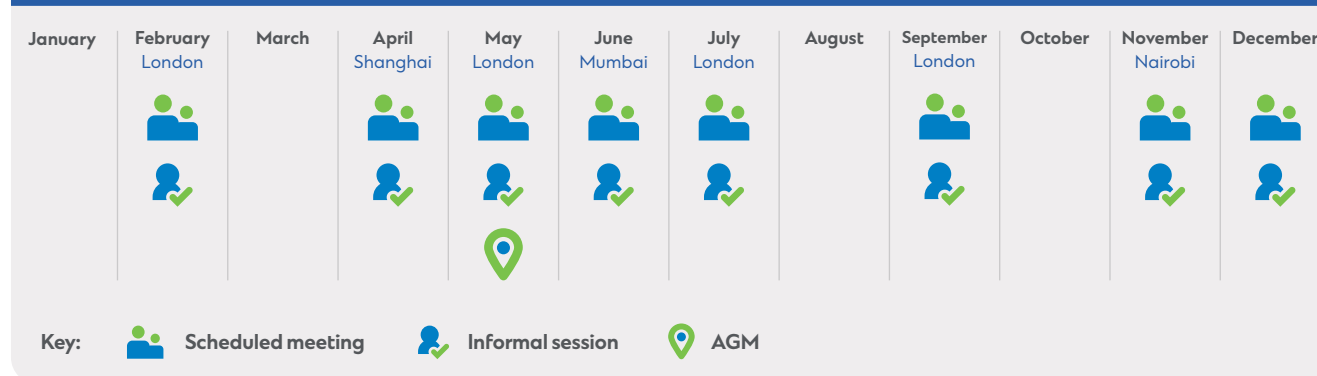 January
February
London
March
April
Shanghai
May
London
June
Mumbai
July
London
August
September
London
October
November
Nairobi
December
Key:
Scheduled meeting
Informal session
AGM